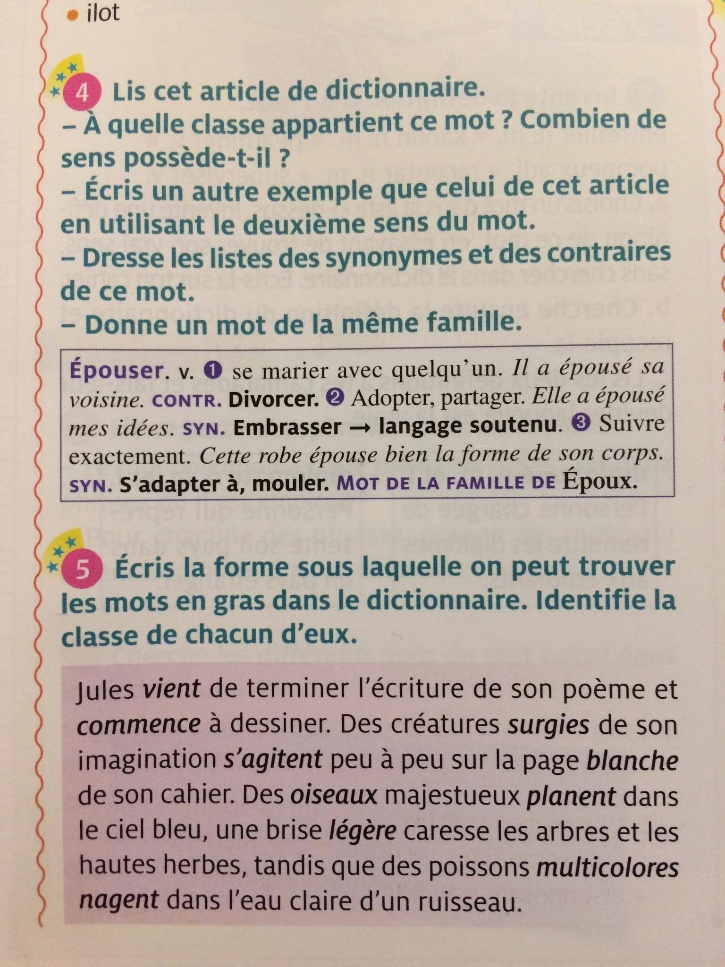 • ilot
4 Lis cet article de dictionnaire.
– À quelle classe appartient ce mot ? Combien de
sens possède-t-il ?
– Écris un autre exemple que celui de cet article
en utilisant le deuxième sens du mot.
– Dresse les listes des synonymes et des contraires
de ce mot.
– Donne un mot de la même famille.
Épouser. v. ❶ se marier avec quelqu'un. Il a épousé sa
voisine. CONTR. Divorcer. ❷ Adopter, partager. Elle a épousé
mes idées. SYN. Embrasser → langage soutenu. ❸ Suivre
exactement. Cette robe épouse bien la forme de son corps.
SYN. S'adapter à, mouler. MOT DE LA FAMILLE DE Époux.
5 Écris la forme sous laquelle on peut trouver
les mots en gras dans le dictionnaire. Identifie la
classe de chacun d'eux.
Jules vient de terminer l'écriture de son poème et
commence à dessiner. Des créatures surgies de son
imagination s'agitent peu à peu sur la page blanche
de son cahier. Des oiseaux majestueux planent dans
le ciel bleu, une brise légère caresse les arbres et les
hautes herbes, tandis que des poissons multicolores
nagent dans l'eau claire d'un ruisseau.